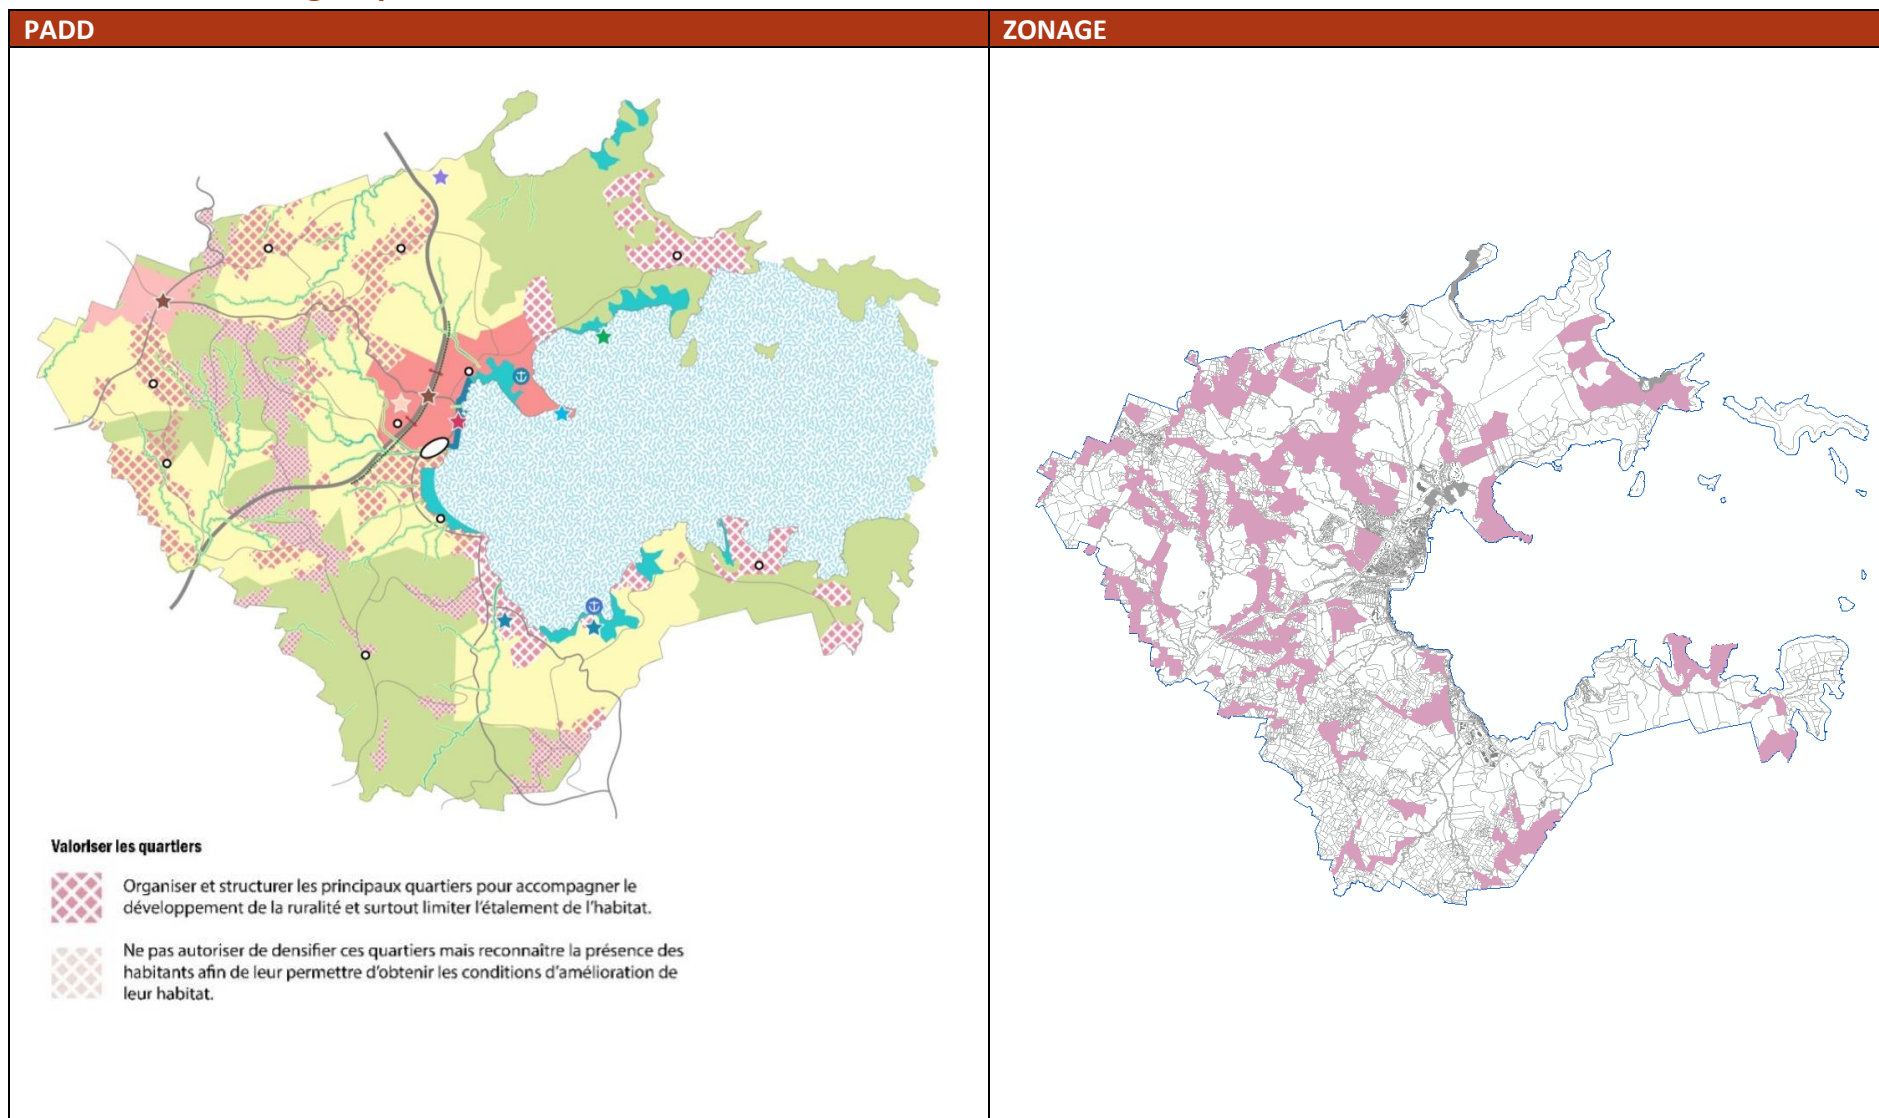 PADD
ZONAGE
Valoriser les quartiers
Organiser et structurer les principaux quartiers pour accompagner le
développement de la ruralité et surtout limiter l'étalement de l'habitat.
Ne pas autoriser de densifier ces quartiers mais reconnaître la présence des
habitants afin de leur permettre d'obtenir les conditions d'amélioration de
leur habitat.